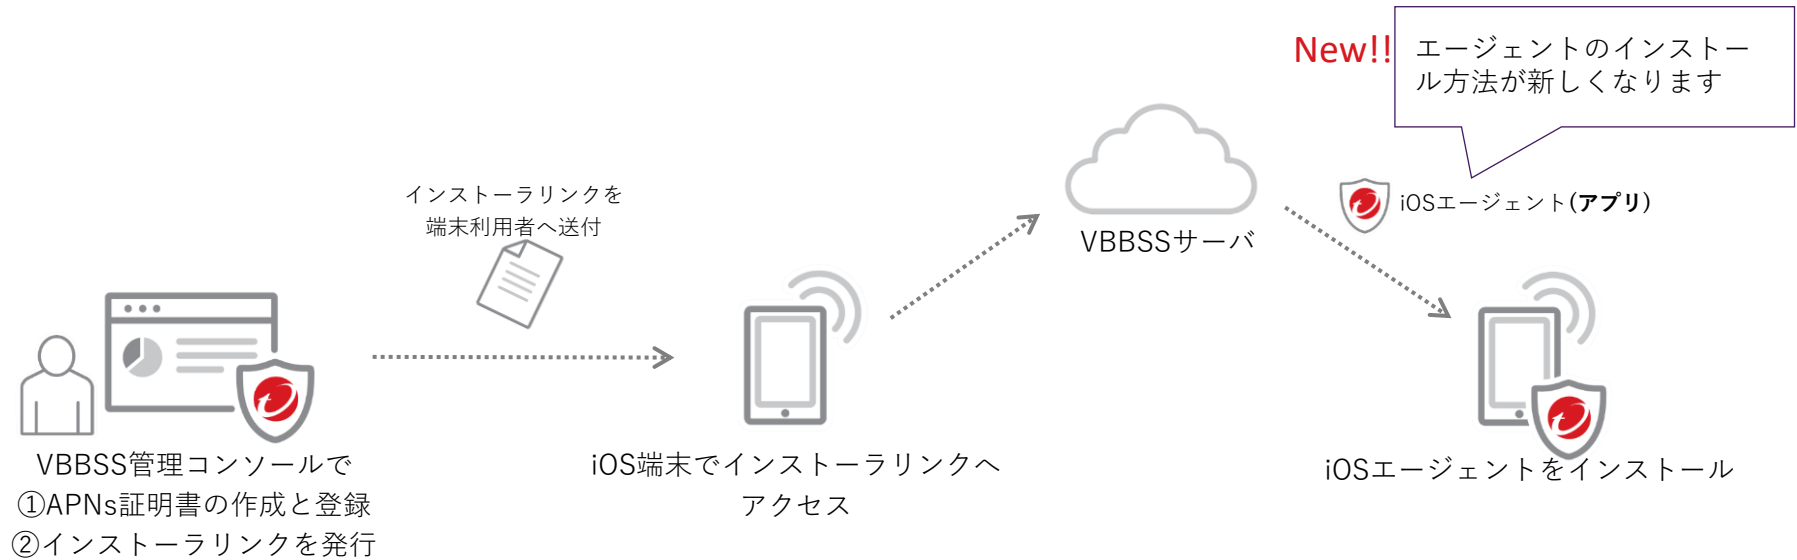 New!!
エージェントのインストー
ル方法が新しくなります
インストーラリンクを
端末利用者へ送付
VBBSSサーバ
iOSエージェント(アプリ)
VBBSS管理コンソールで
①APNs証明書の作成と登録
②インストーラリンクを発行
iOS端末でインストーラリンクへ
アクセス
iOSエージェントをインストール